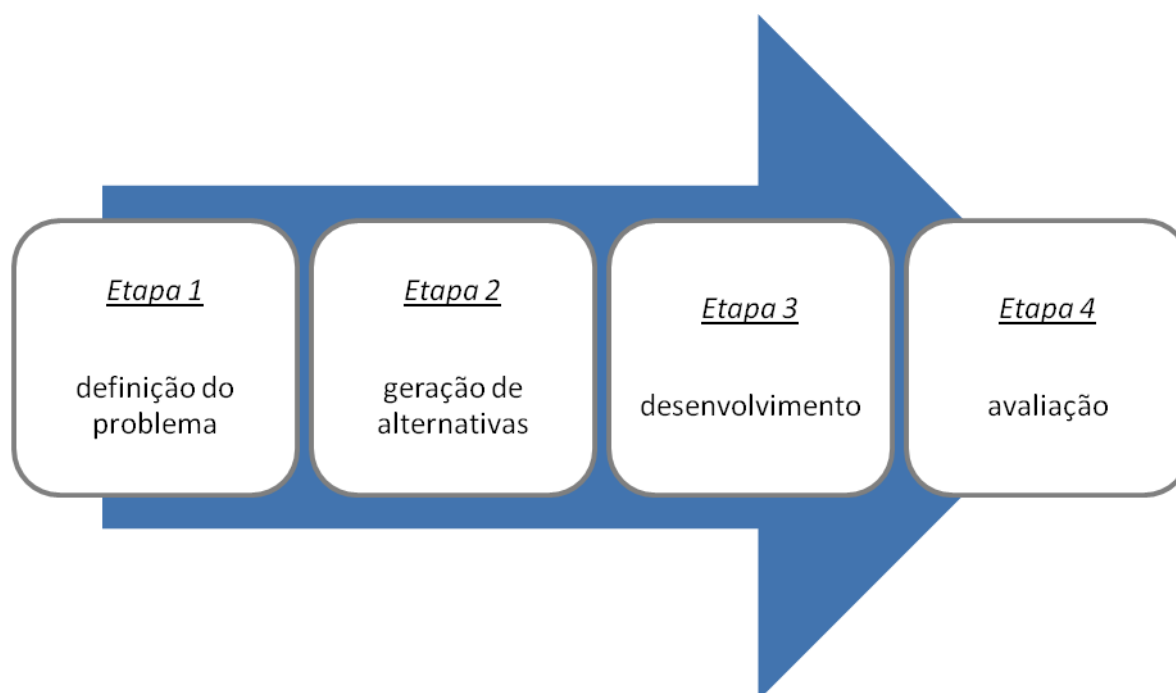 Etapa 1
definição do
problema
Etapa 2
geração de
alternativas
Etapa 3
desenvolvimento
Etapa 4
avaliação